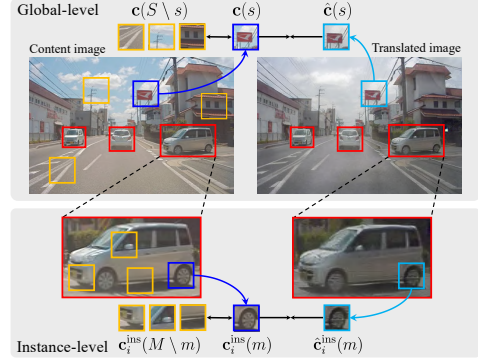 Global-level
c(S \ s)
c(s)
ĉ(s)
Content image
Translated image
Instance-level
c_i^ins(M \ m)
c_i^ins(m)
ĉ_i^ins(m)